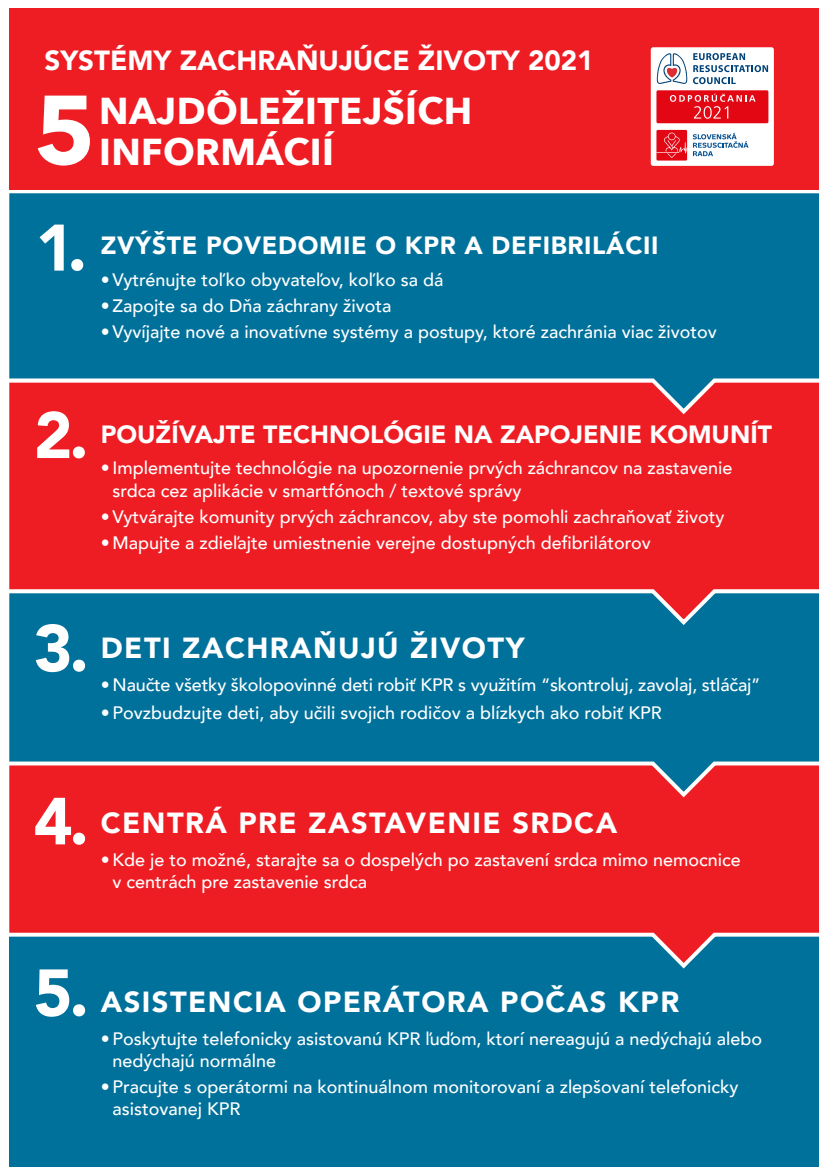 SYSTÉMY ZACHRAŇUJÚCE ŽIVOTY 2021
5 NAJDÔLEŽITEJŠÍCH
INFORMÁCIÍ
EUROPEAN
RESUSCITATION
COUNCIL
ODPORÚČANIA
2021
SLOVENSKÁ
RESUSCITAČNÁ
RADA
1. ZVÝŠTE POVEDOMIE O KPR A DEFIBRILÁCII
• Vytrénujte toľko obyvateľov, koľko sa dá
• Zapojte sa do Dňa záchrany života
• Vyvíjajte nové a inovatívne systémy a postupy, ktoré zachránia viac životov
2. POUŽÍVAJTE TECHNOLÓGIE NA ZAPOJENIE KOMUNÍT
• Implementujte technológie na upozornenie prvých záchrancov na zastavenie
srdca cez aplikácie v smartfónoch / textové správy
• Vytvárajte komunity prvých záchrancov, aby ste pomohli zachraňovať životy
• Mapujte a zdieľajte umiestnenie verejne dostupných defibrilátorov
3. DETI ZACHRAŇUJÚ ŽIVOTY
• Naučte všetky školopovinné deti robiť KPR s využitím “skontroluj, zavolaj, stláčaj”
• Povzbudzujte deti, aby učili svojich rodičov a blízkych ako robiť KPR
4. CENTRÁ PRE ZASTAVENIE SRDCA
• Kde je to možné, starajte sa o dospelých po zastavení srdca mimo nemocnice
v centrách pre zastavenie srdca
5. ASISTENCIA OPERÁTORA POČAS KPR
• Poskytujte telefonicky asistovanú KPR ľuďom, ktorí nereagujú a nedýchajú alebo
nedýchajú normálne
• Pracujte s operátormi na kontinuálnom monitorovaní a zlepšovaní telefonicky
asistovanej KPR